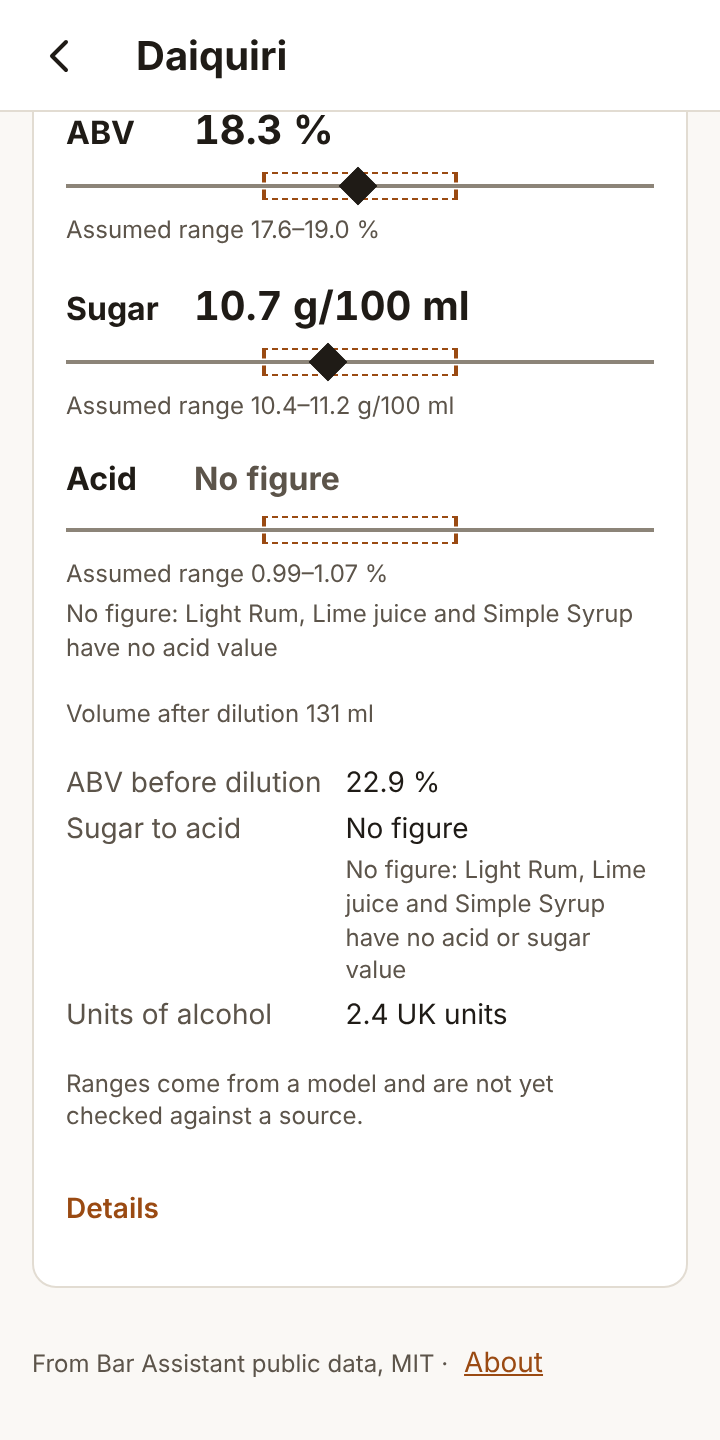 Daiquiri
ABV 18.3 %
Assumed range 17.6–19.0 %
Sugar 10.7 g/100 ml
Assumed range 10.4–11.2 g/100 ml
Acid No figure
Assumed range 0.99–1.07 %
No figure: Light Rum, Lime juice and Simple Syrup
have no acid value
Volume after dilution 131 ml
ABV before dilution 22.9 %
Sugar to acid No figure
No figure: Light Rum, Lime
juice and Simple Syrup
have no acid or sugar
value
Units of alcohol 2.4 UK units
Ranges come from a model and are not yet
checked against a source.
Details
From Bar Assistant public data, MIT · About